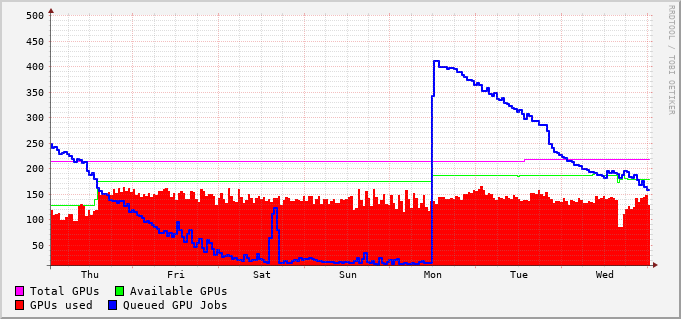 500
450
400
350
300
250
200
150
100
50
Thu Fri Sat Sun Mon Tue Wed
Total GPUs Available GPUs
GPUs used Queued GPU Jobs
RRDTOOL / TOBI OETIKER